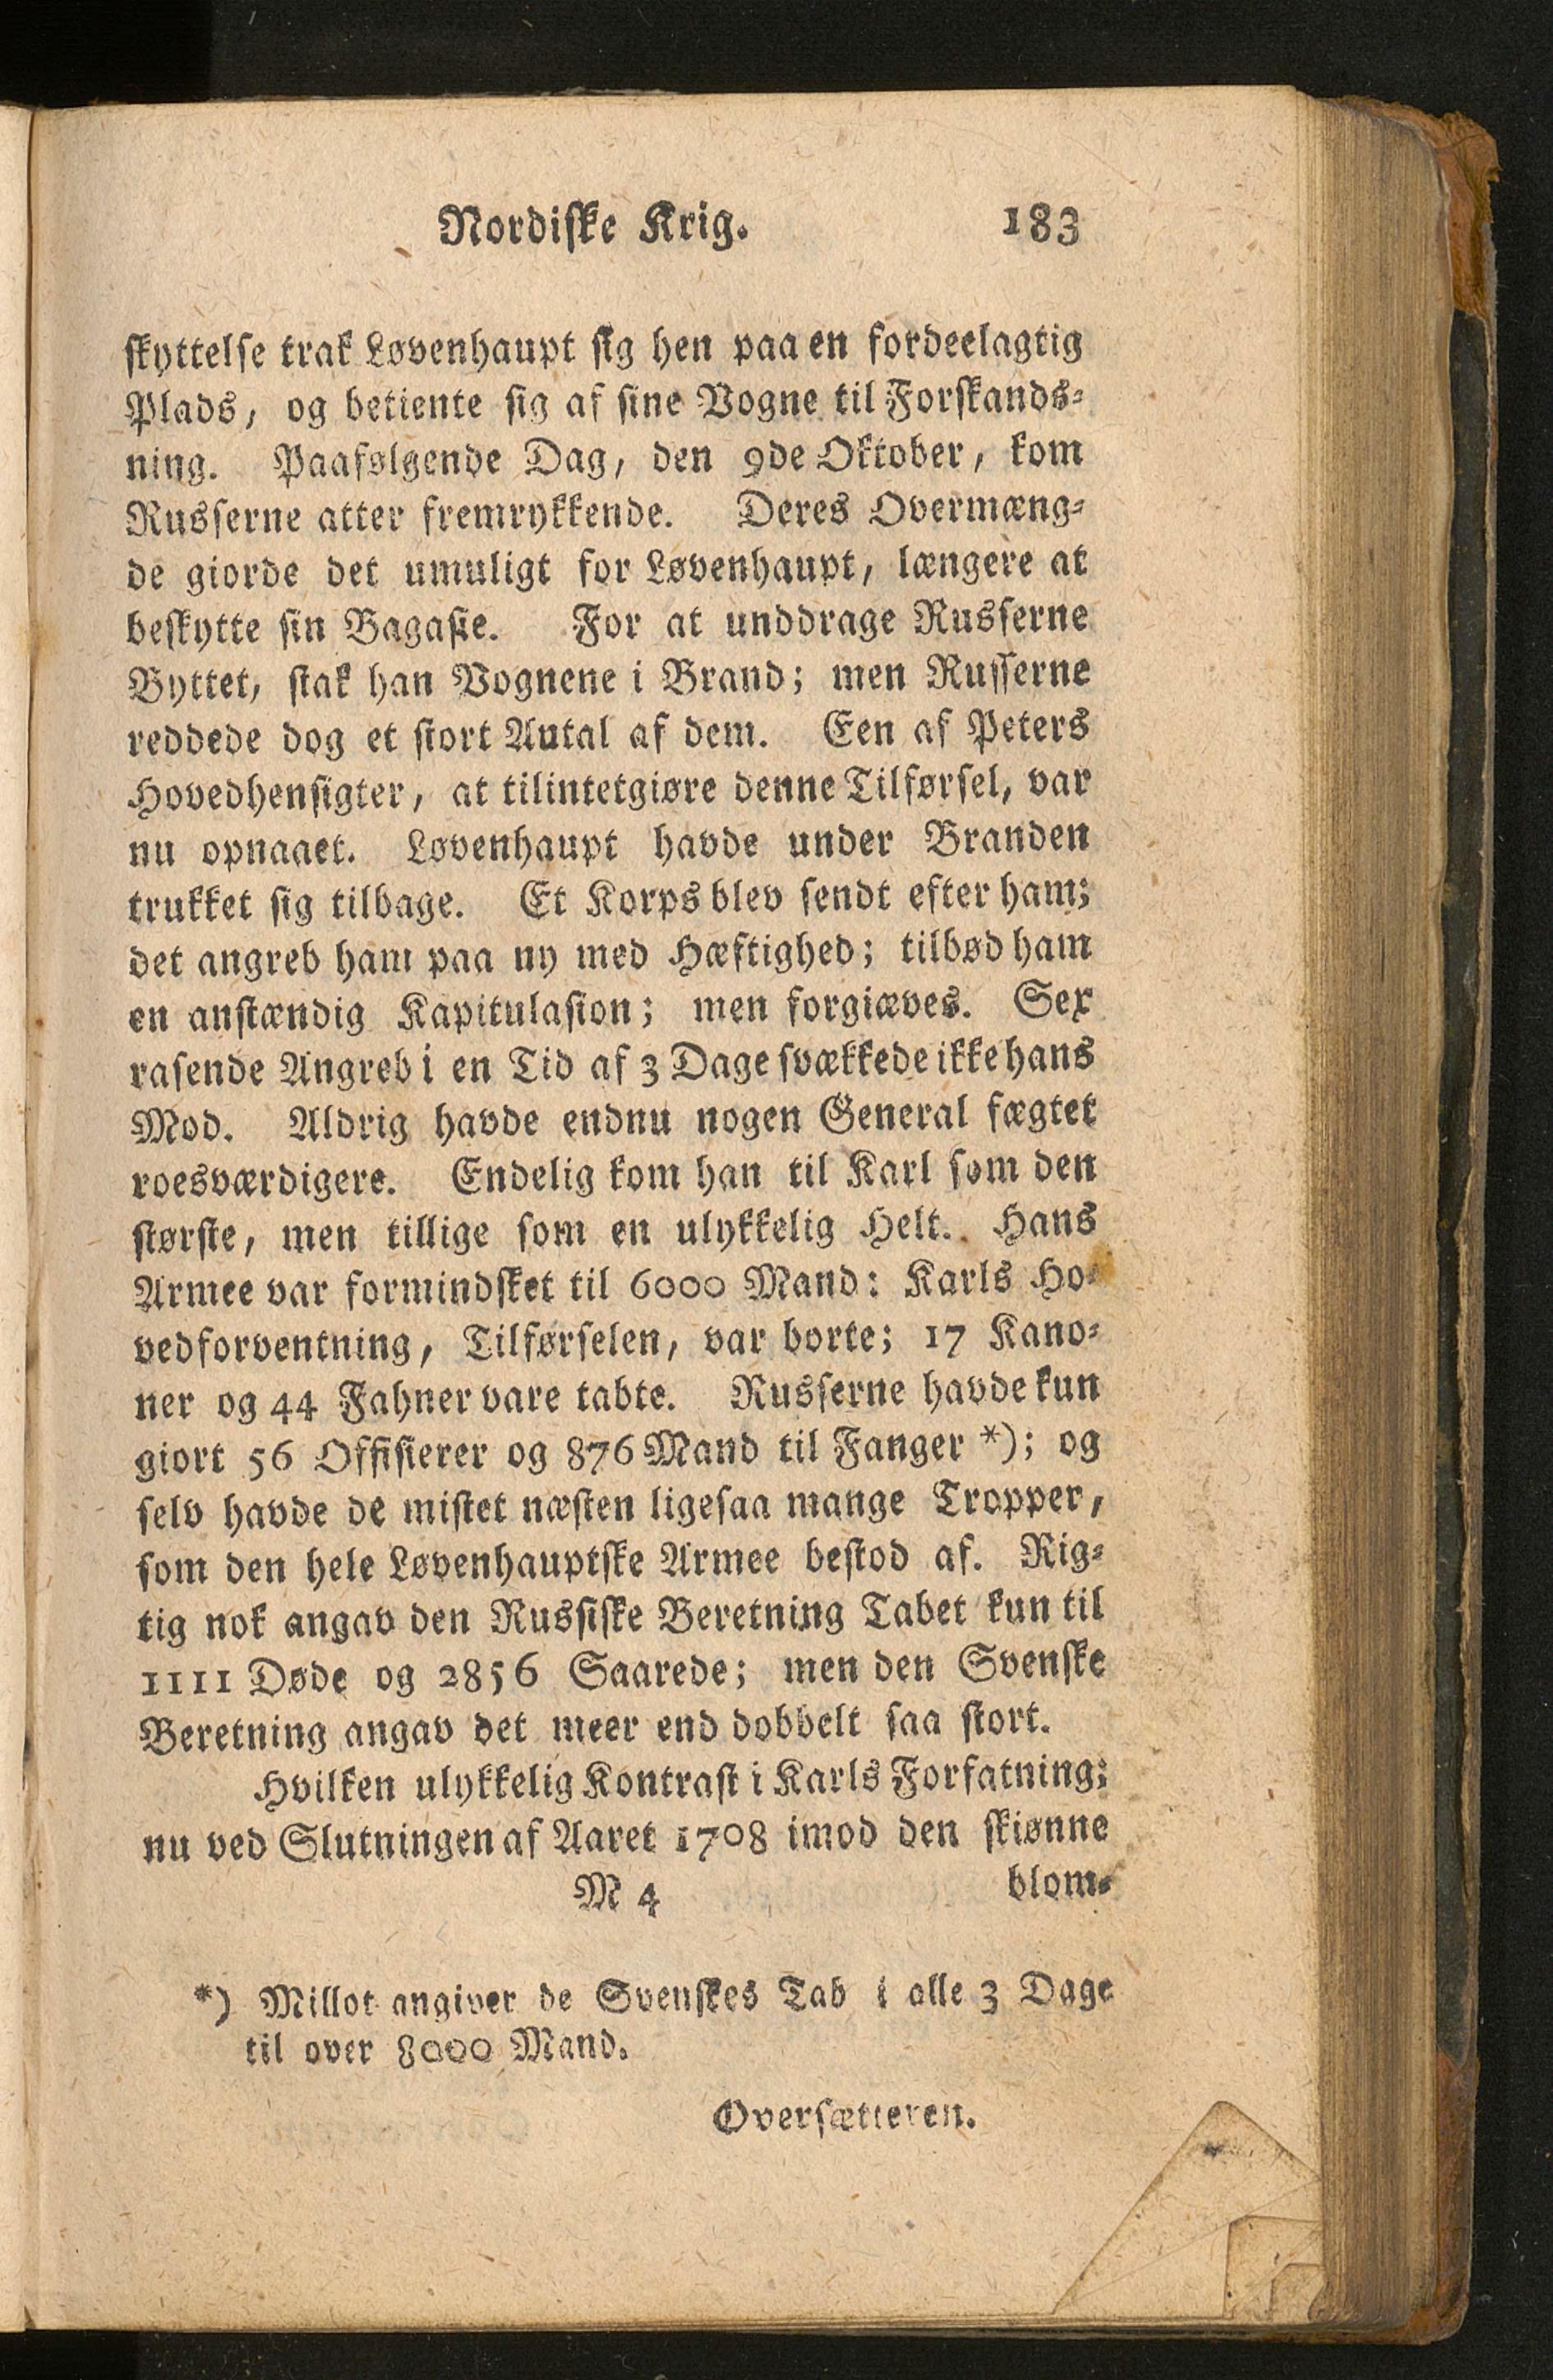 Nordiske Krig. 183
skyttelse trak Løvenhaupt sig hen paa en fordeelagtig
Plads, og betiente sig af sine Vogne til Forskands-
ning. Paafølgende Dag, den 9de Oktober, kom
Russerne atter fremrykkende. Deres Overmæng-
de giorde det umuligt for Løvenhaupt, længere at
beskytte sin Bagasie. For at unddrage Russerne
Byttet, stak han Vognene i Brand; men Russerne
reddede dog et stort Autal af dem. Een af Peters
Hovedhensigter, at tilintetgiøre denne Tilførsel, var
nu opnaaet. Løvenhaupt havde under Branden
trukket sig tilbage. Et Korps blev sendt efter ham;
det angreb ham paa ny med Hæftighed; tilbød ham
en anstændig Kapitulasion; men forgiæves. Sex
rasende Angreb i en Tid af 3 Dage svækkede ikke hans
Mod. Aldrig havde endnu nogen General fægtet
roesværdigere. Endelig kom han til Karl som den
største, men tillige som en ulykkelig Helt. Hans
Armee var formindsket til 6000 Mand: Karls Ho-
vedforventning, Tilførselen, var borte; 17 Kano-
ner og 44 Fahner vare tabte. Russerne havde kun
giort 56 Offisierer og 876 Mand til Fanger *); og
selv havde de mistet næsten ligesaa mange Tropper,
som den hele Løvenhauptske Armee bestod af. Rig-
tig nok angav den Russiske Beretning Tabet kun til
1111 Døde og 2856 Saarede; men den Svenske
Beretning angav det meer end dobbelt saa stort.
Hvilken ulykkelig Kontrast i Karls Forfatning;
nu ved Slutningen af Aaret 1708 imod den skiønne
M 4 blom-
*) Millot angiver de Svenskes Tab i alle 3 Dage
til over 8000 Mand.
Oversætteren.